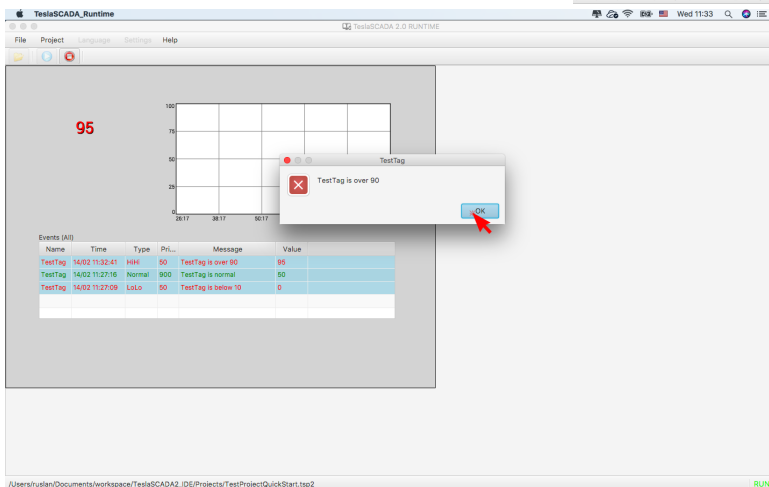 TeslaSCADA_Runtime Wed 11:33
TeslaSCADA 2.0 RUNTIME
File Project Language Settings Help
95
100
75
50
25
0
26:17 38:17 50:17
TestTag
TestTag is over 90
OK
Events (All)
Name Time Type Pri... Message Value
TestTag 14/02 11:32:41 HiHi 50 TestTag is over 90 95
TestTag 14/02 11:27:16 Normal 900 TestTag is normal 50
TestTag 14/02 11:27:09 LoLo 50 TestTag is below 10 0
/Users/ruslan/Documents/workspace/TeslaSCADA2_IDE/Projects/TestProjectQuickStart.tsp2 RUN